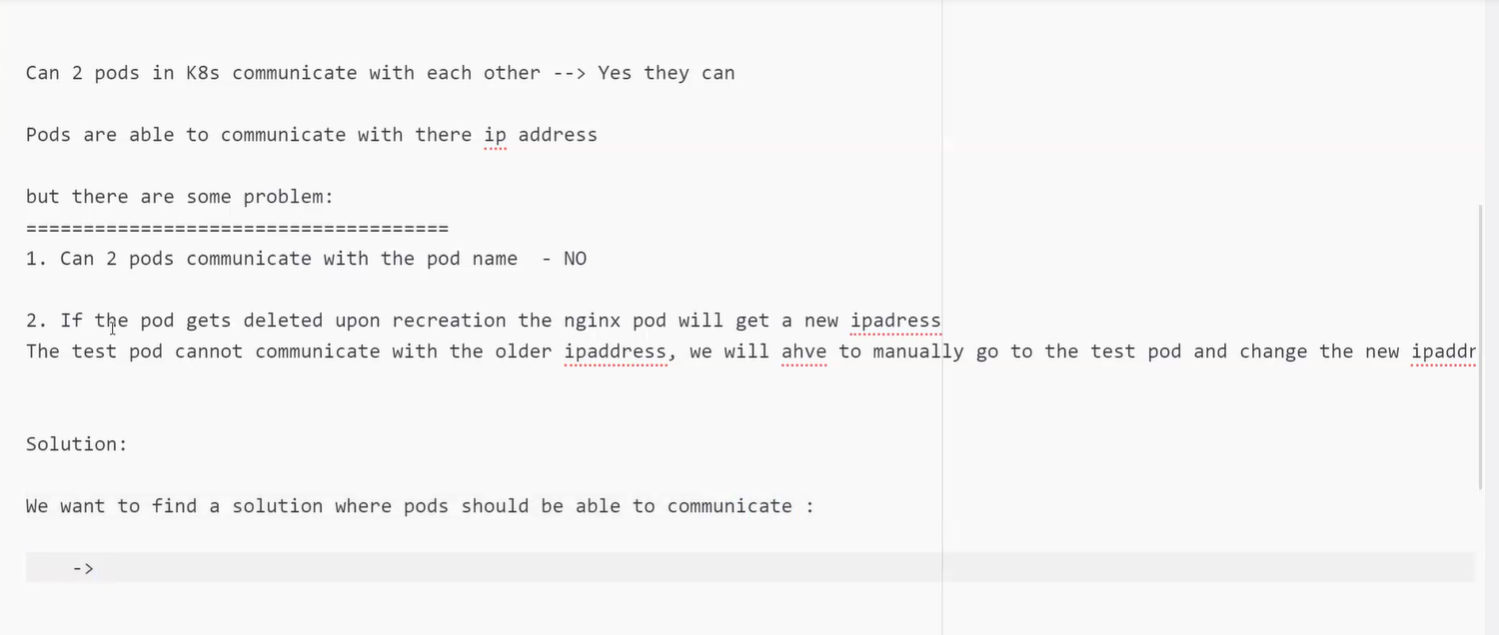 Can 2 pods in K8s communicate with each other --> Yes they can
Pods are able to communicate with there ip address
but there are some problem:
=====================================
1. Can 2 pods communicate with the pod name  - NO
2. If the pod gets deleted upon recreation the nginx pod will get a new ipadress
The test pod cannot communicate with the older ipaddress, we will ahve to manually go to the test pod and change the new ipaddr
Solution:
We want to find a solution where pods should be able to communicate :
->